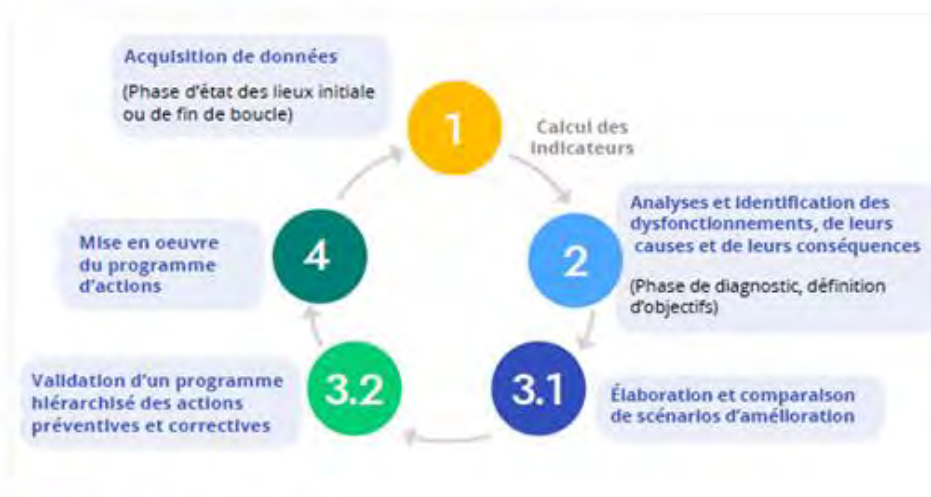 Acquisition de données
(Phase d'état des lieux initiale
ou de fin de boucle)
1
Calcul des
indicateurs
2
Analyses et identification des
dysfonctionnements, de leurs
causes et de leurs conséquences
(Phase de diagnostic, définition
d'objectifs)
3.1
Élaboration et comparaison
de scénarios d'amélioration
3.2
Validation d'un programme
hiérarchisé des actions
préventives et correctives
4
Mise en oeuvre
du programme
d'actions